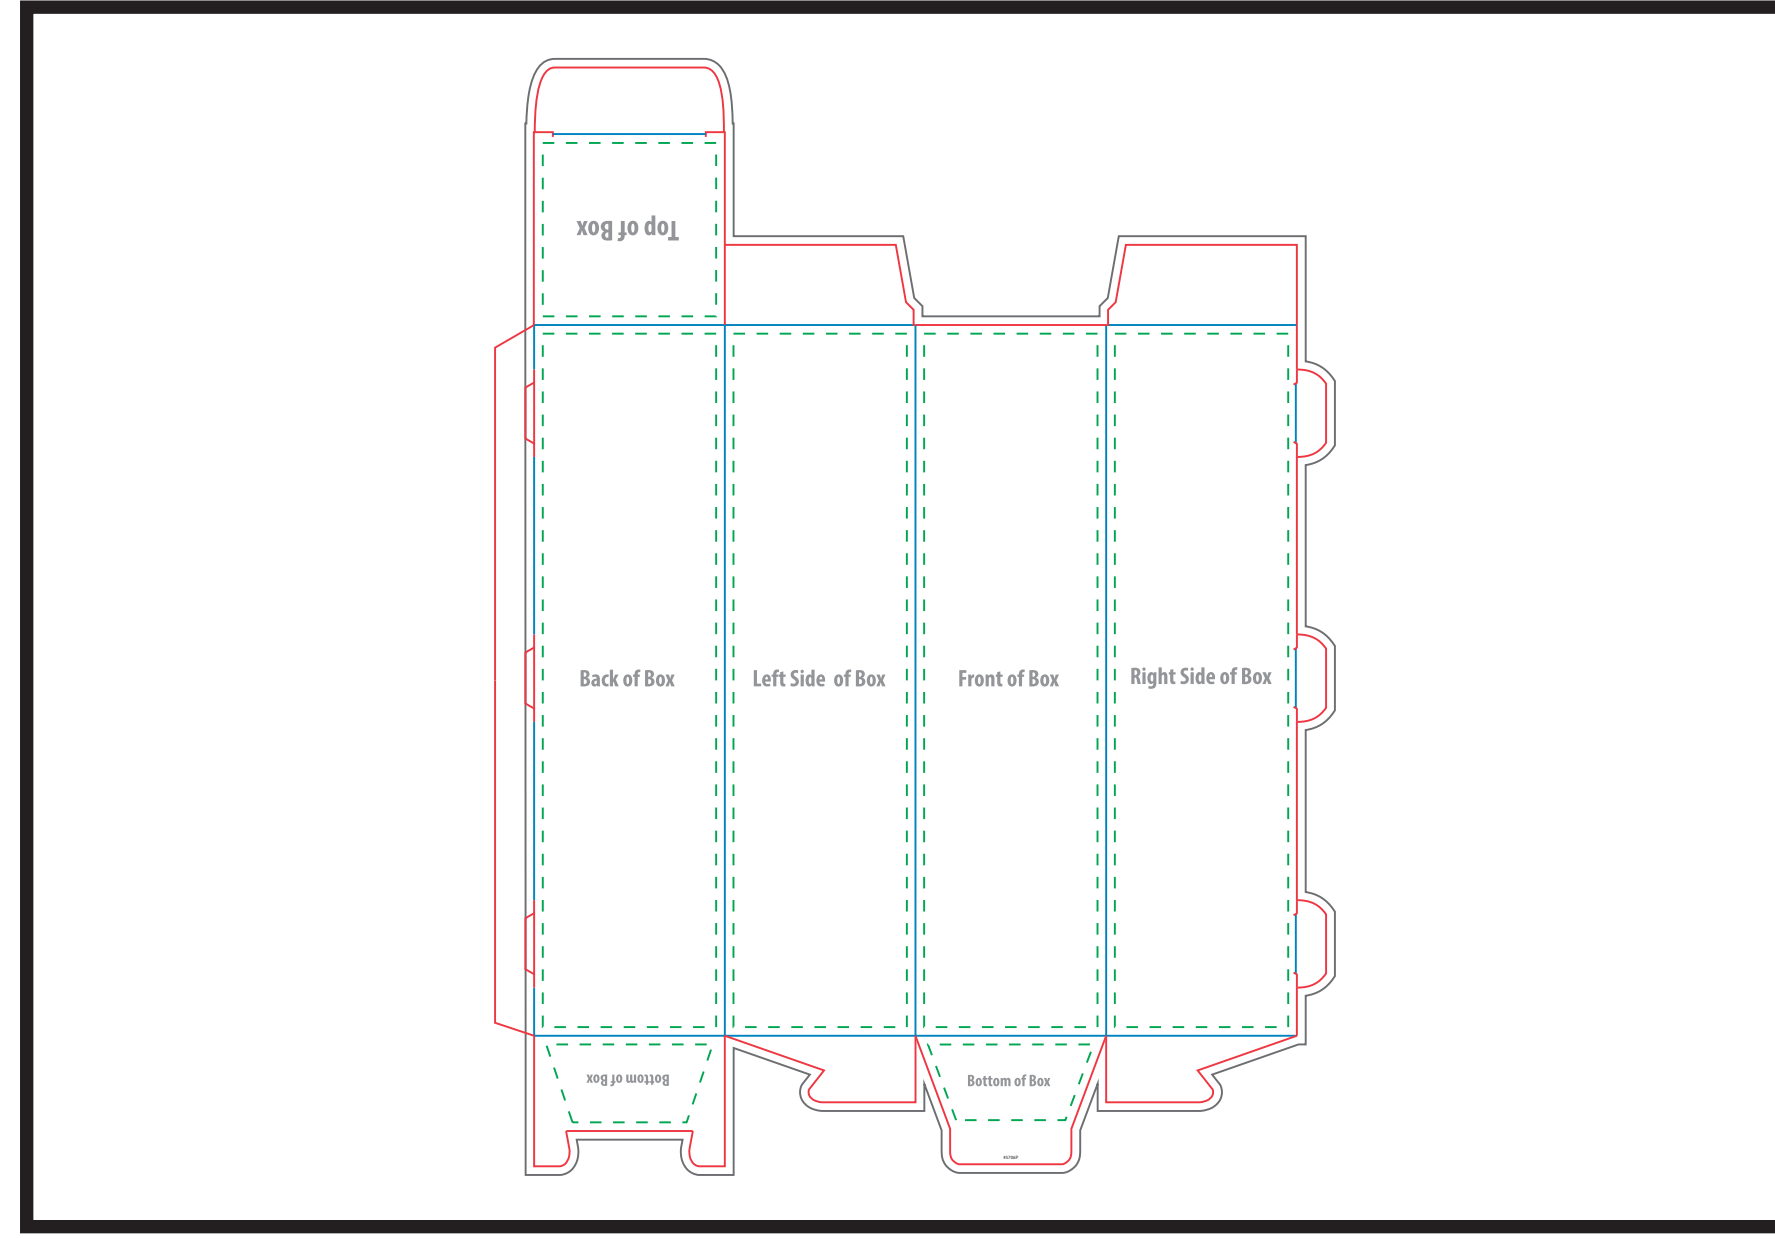 Top of Box
Back of Box
Left Side of Box
Front of Box
Right Side of Box
Bottom of Box
Bottom of Box